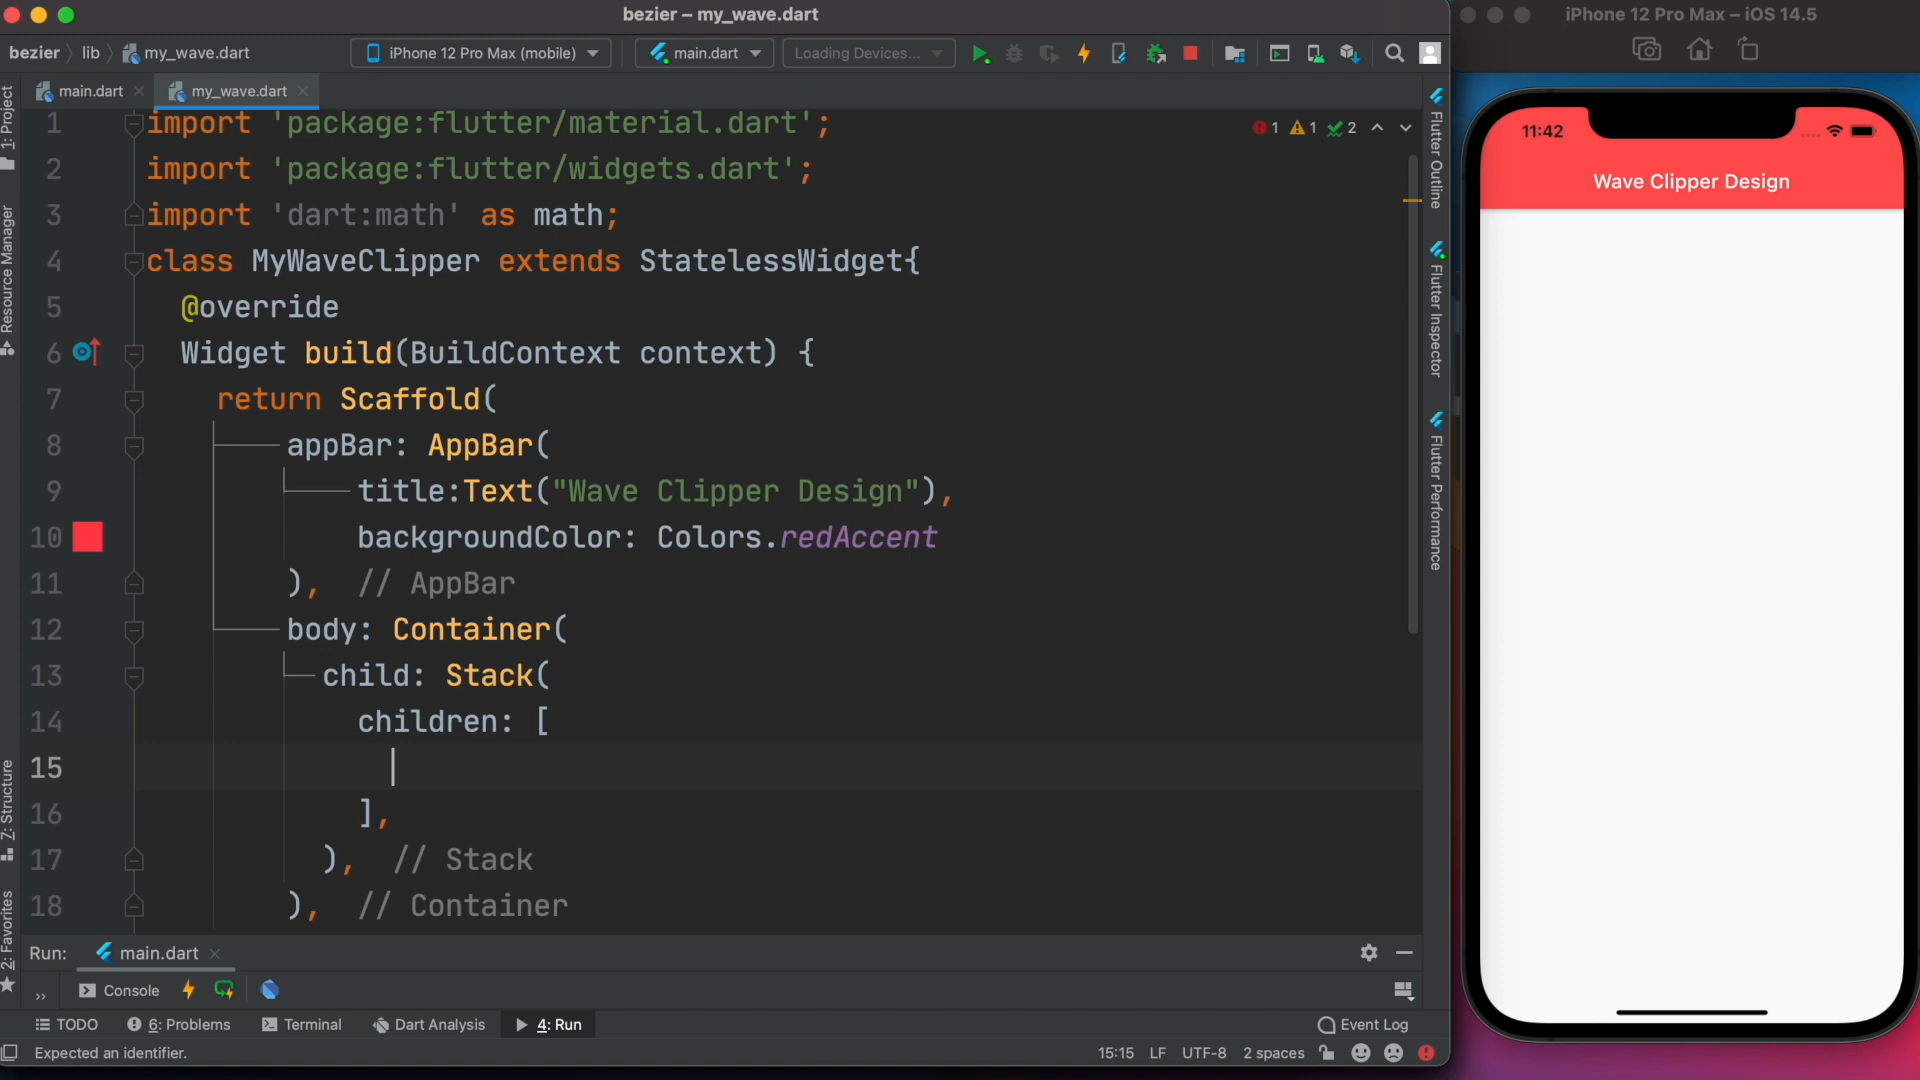 bezier – my_wave.dart
iPhone 12 Pro Max – iOS 14.5
bezier lib my_wave.dart
iPhone 12 Pro Max (mobile)
main.dart
Loading Devices...
main.dart
my_wave.dart
1 import 'package:flutter/material.dart';
2 import 'package:flutter/widgets.dart';
3 import 'dart:math' as math;
4 class MyWaveClipper extends StatelessWidget{
5 @override
6 Widget build(BuildContext context) {
7 return Scaffold(
8 appBar: AppBar(
9 title:Text("Wave Clipper Design"),
10 backgroundColor: Colors.redAccent
11 ), // AppBar
12 body: Container(
13 child: Stack(
14 children: [
15
16 ],
17 ), // Stack
18 ), // Container
1 1 2
1: Project
Resource Manager
7: Structure
2: Favorites
Flutter Outline
Flutter Inspector
Flutter Performance
11:42
Wave Clipper Design
Run: main.dart
» Console
TODO
6: Problems
Terminal
Dart Analysis
4: Run
Event Log
Expected an identifier.
15:15 LF UTF-8 2 spaces